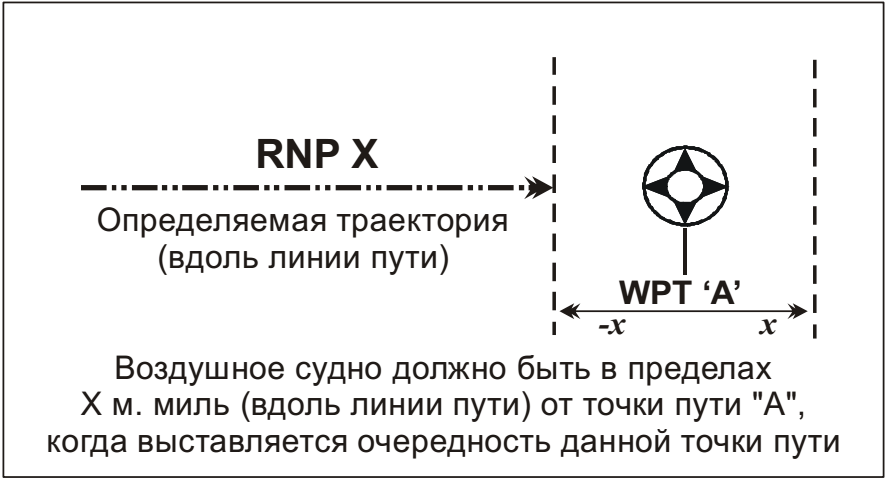 RNP X
Определяемая траектория
(вдоль линии пути)
WPT ‘A’
-x x
Воздушное судно должно быть в пределах
X м. миль (вдоль линии пути) от точки пути "А",
когда выставляется очередность данной точки пути